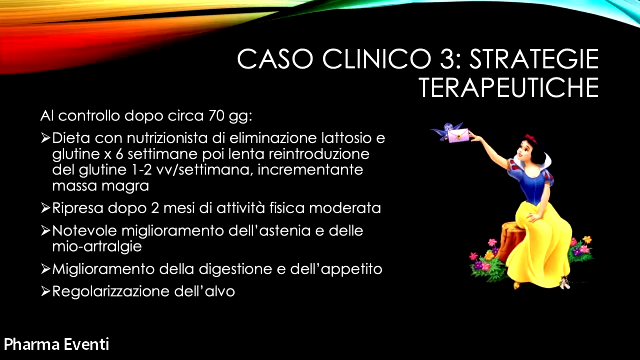 CASO CLINICO 3: STRATEGIE
TERAPEUTICHE
Al controllo dopo circa 70 gg:
➢Dieta con nutrizionista di eliminazione lattosio e
glutine x 6 settimane poi lenta reintroduzione
del glutine 1-2 vv/settimana, incrementante
massa magra
➢Ripresa dopo 2 mesi di attività fisica moderata
➢Notevole miglioramento dell'astenia e delle
mio-artralgie
➢Miglioramento della digestione e dell'appetito
➢Regolarizzazione dell'alvo
Pharma Eventi